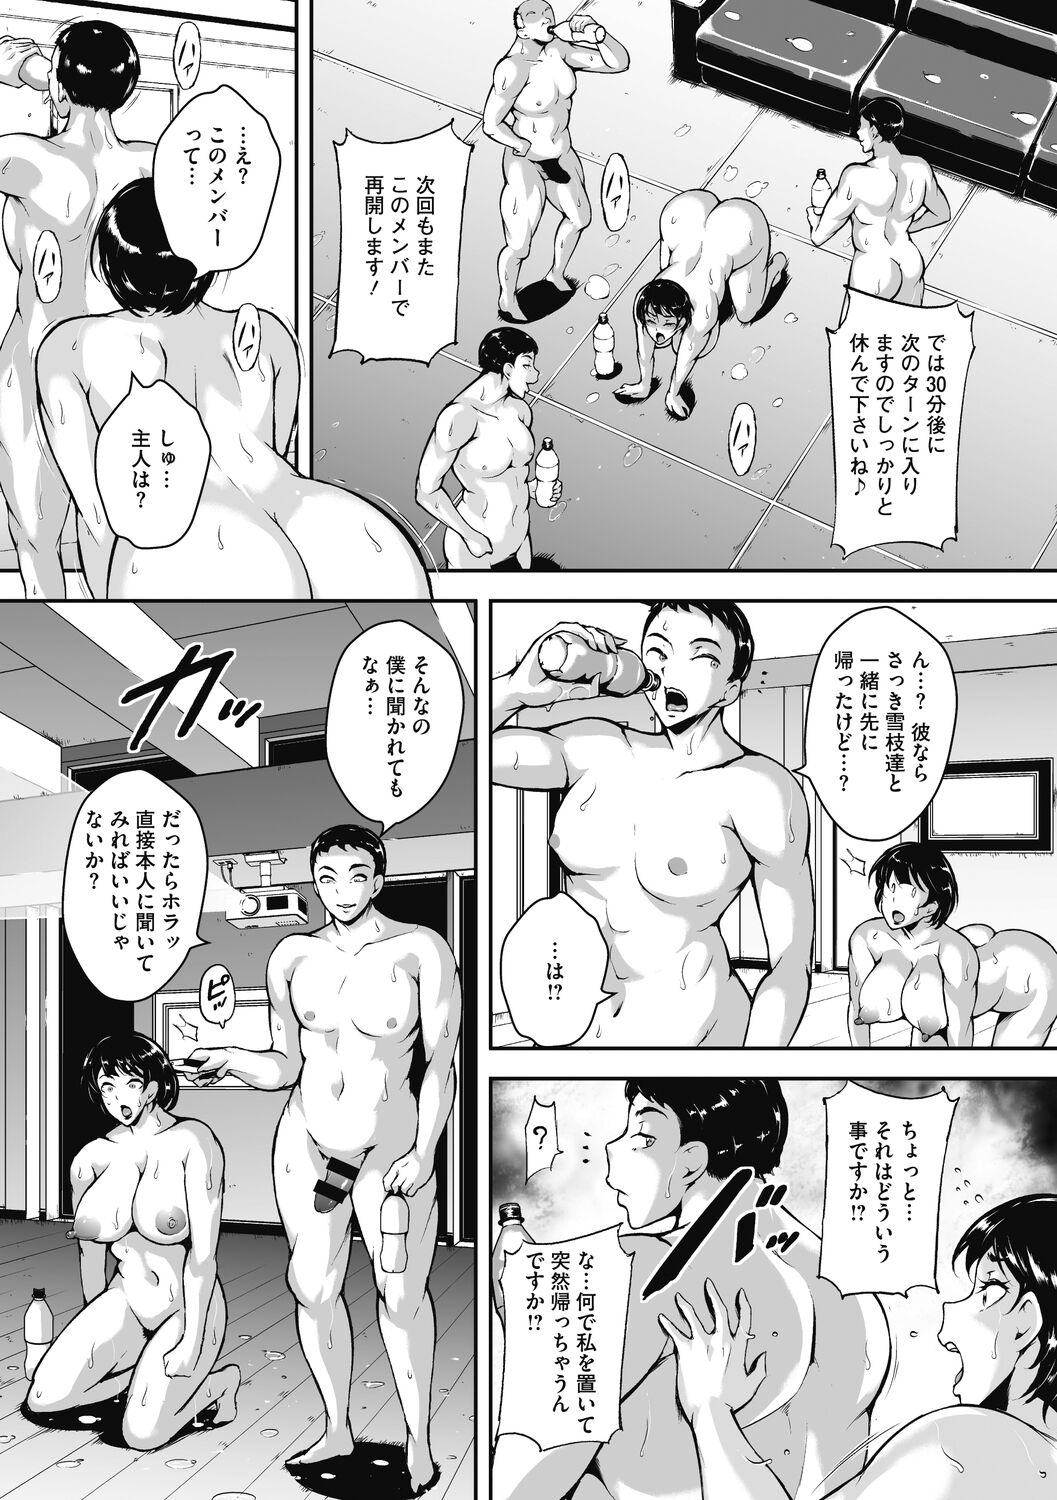 では30分後に
次のターンに入り
ますのでしっかりと
休んで下さいね♪
次回もまた
このメンバーで
再開します!
…え?
このメンバー
って…
しゅ…
主人は?
ん…? 彼なら
さっき雪枝達と
一緒に先に
帰ったけど…?
…は!?
ちょっと…
それはどういう
事ですか!?
?
な…何で私を置いて
突然帰っちゃうん
ですか!?
そんなの
僕に聞かれても
なぁ…
だったらホラッ
直接本人に聞いて
みればいいじゃ
ないか?
ピッ